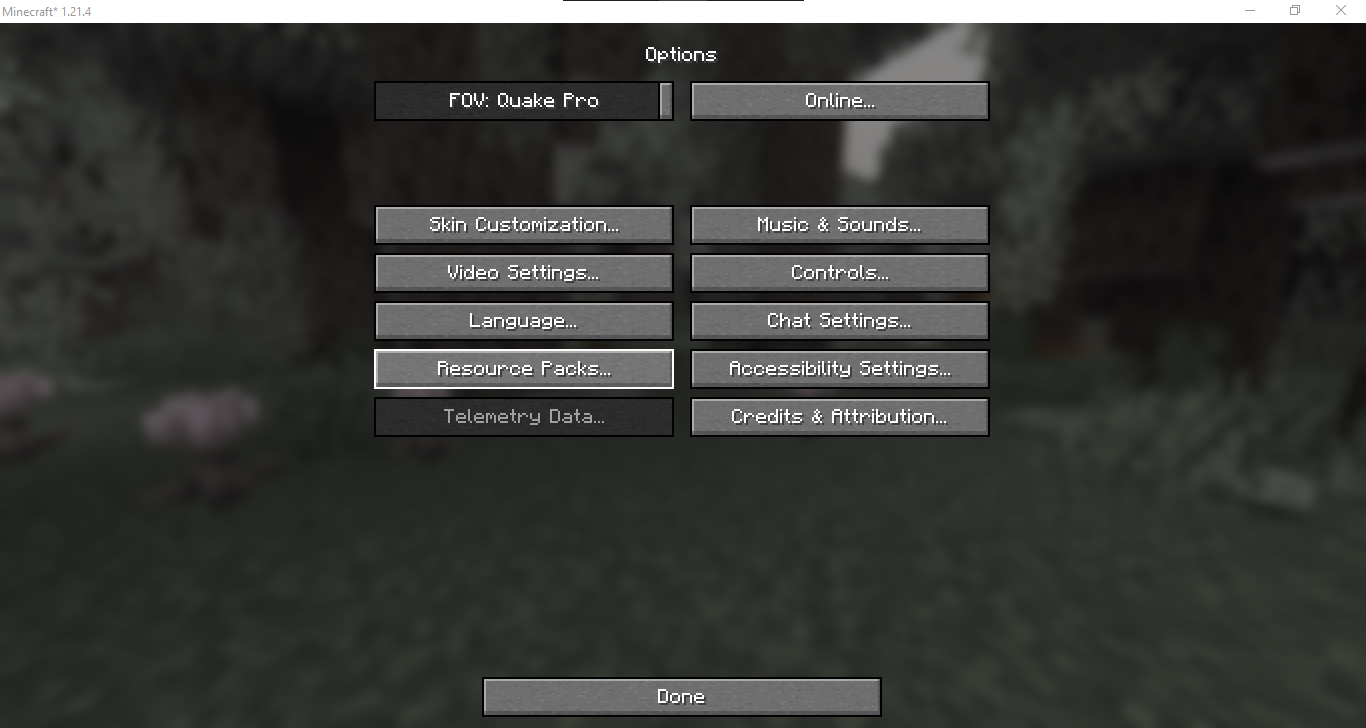 Minecraft* 1.21.4
Options
FOV: Quake Pro
Online...
Skin Customization...
Music & Sounds...
Video Settings...
Controls...
Language...
Chat Settings...
Resource Packs...
Accessibility Settings...
Telemetry Data...
Credits & Attribution...
Done